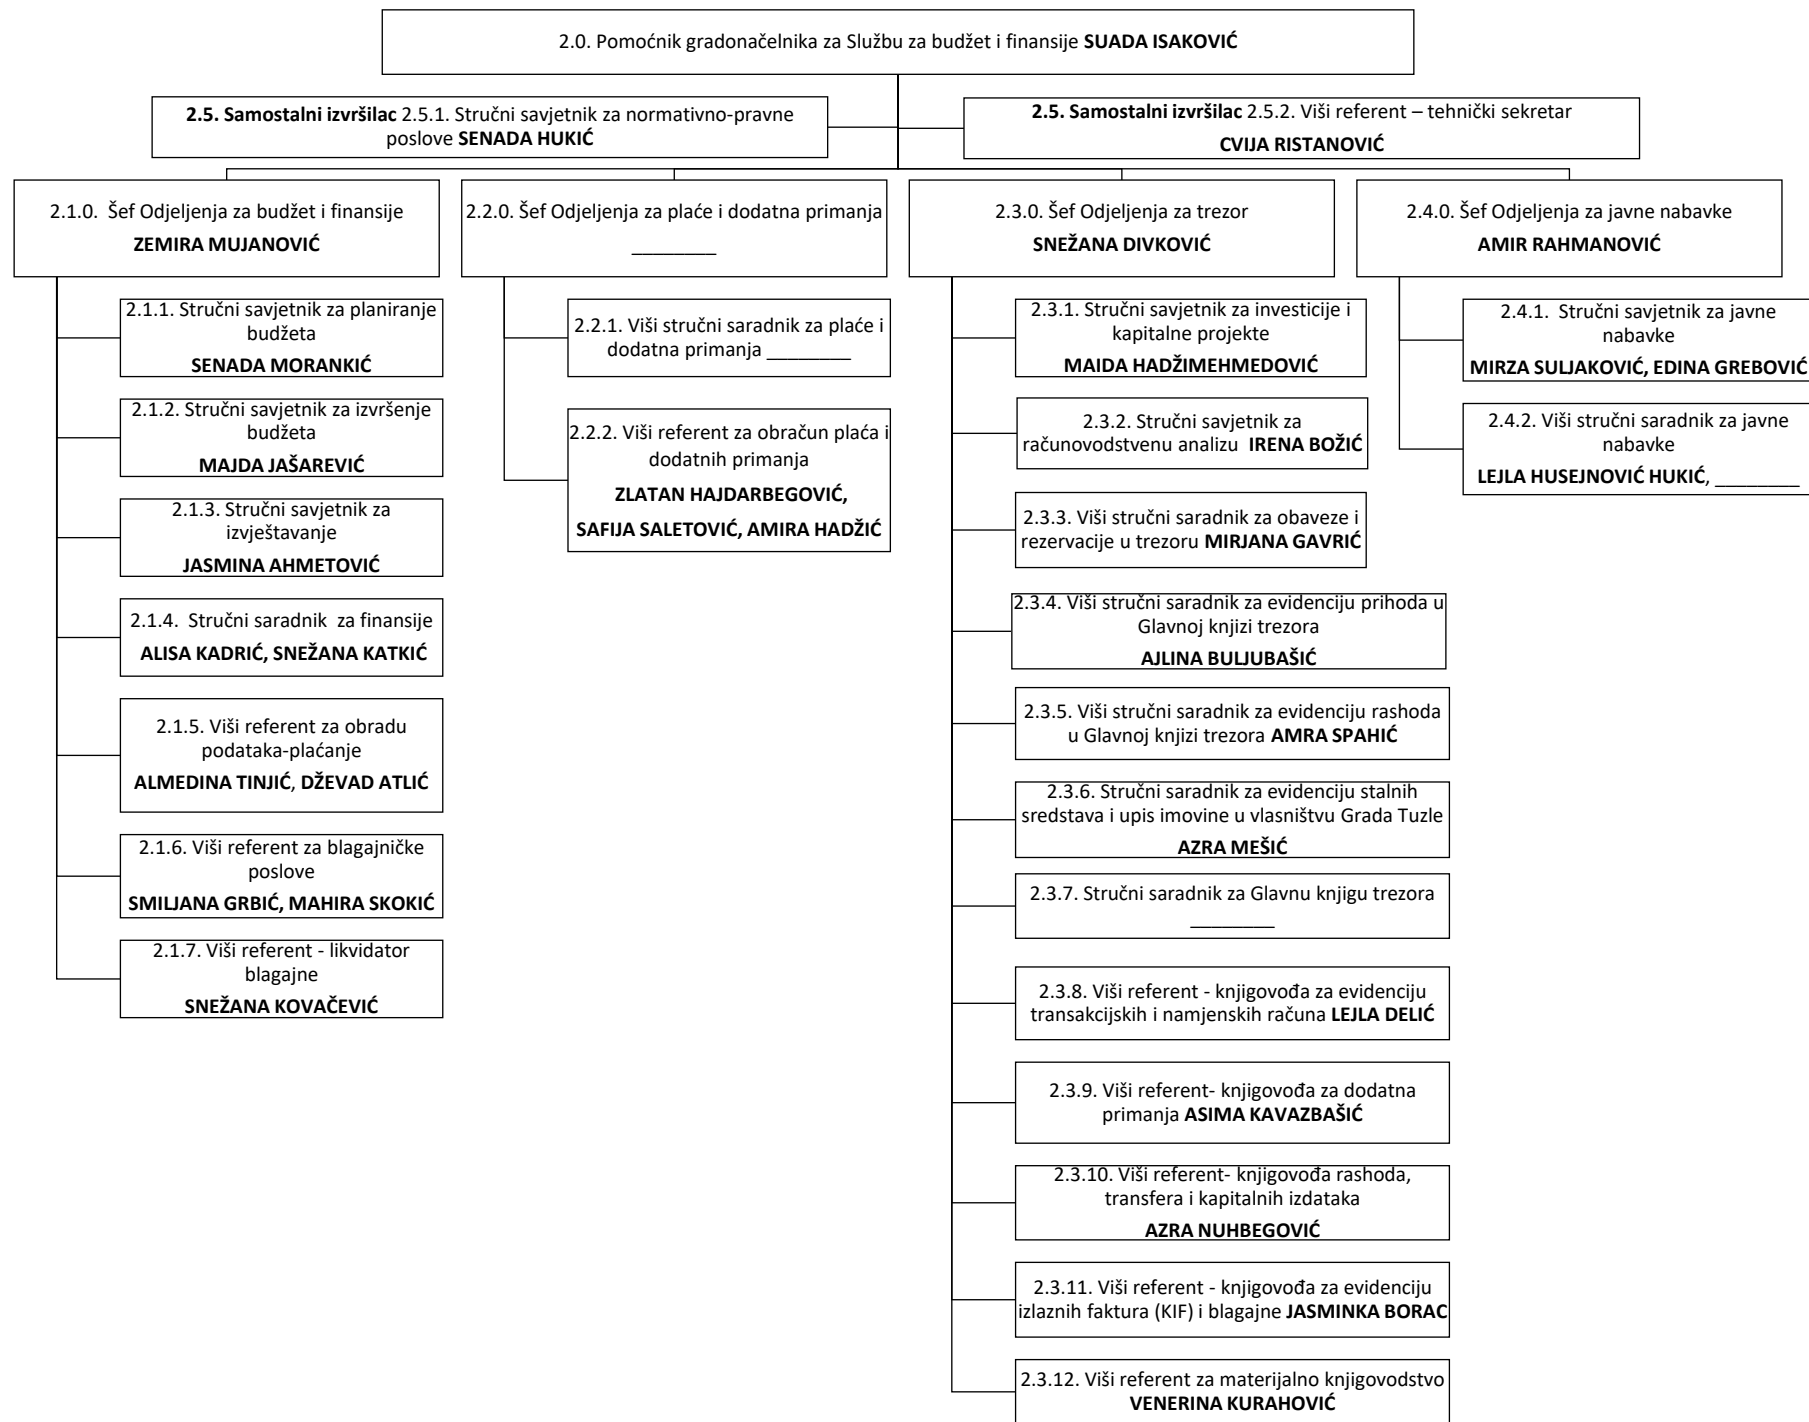 2.0. Pomoćnik gradonačelnika za Službu za budžet i finansije SUADA ISAKOVIĆ
2.5. Samostalni izvršilac 2.5.1. Stručni savjetnik za normativno-pravne
poslove SENADA HUKIĆ
2.5. Samostalni izvršilac 2.5.2. Viši referent – tehnički sekretar
CVIJA RISTANOVIĆ
2.1.0. Šef Odjeljenja za budžet i finansije
ZEMIRA MUJANOVIĆ
2.1.1. Stručni savjetnik za planiranje
budžeta
SENADA MORANKIĆ
2.1.2. Stručni savjetnik za izvršenje
budžeta
MAJDA JAŠAREVIĆ
2.1.3. Stručni savjetnik za
izvještavanje
JASMINA AHMETOVIĆ
2.1.4. Stručni saradnik za finansije
ALISA KADRIĆ, SNEŽANA KATKIĆ
2.1.5. Viši referent za obradu
podataka-plaćanje
ALMEDINA TINJIĆ, DŽEVAD ATLIĆ
2.1.6. Viši referent za blagajničke
poslove
SMILJANA GRBIĆ, MAHIRA SKOKIĆ
2.1.7. Viši referent - likvidator
blagajne
SNEŽANA KOVAČEVIĆ
2.2.0. Šef Odjeljenja za plaće i dodatna primanja
________
2.2.1. Viši stručni saradnik za plaće i
dodatna primanja ________
2.2.2. Viši referent za obračun plaća i
dodatnih primanja
ZLATAN HAJDARBEGOVIĆ,
SAFIJA SALETOVIĆ, AMIRA HADŽIĆ
2.3.0. Šef Odjeljenja za trezor
SNEŽANA DIVKOVIĆ
2.3.1. Stručni savjetnik za investicije i
kapitalne projekte
MAIDA HADŽIMEHMEDOVIĆ
2.3.2. Stručni savjetnik za
računovodstvenu analizu IRENA BOŽIĆ
2.3.3. Viši stručni saradnik za obaveze i
rezervacije u trezoru MIRJANA GAVRIĆ
2.3.4. Viši stručni saradnik za evidenciju prihoda u
Glavnoj knjizi trezora
AJLINA BULJUBAŠIĆ
2.3.5. Viši stručni saradnik za evidenciju rashoda
u Glavnoj knjizi trezora AMRA SPAHIĆ
2.3.6. Stručni saradnik za evidenciju stalnih
sredstava i upis imovine u vlasništvu Grada Tuzle
AZRA MEŠIĆ
2.3.7. Stručni saradnik za Glavnu knjigu trezora
________
2.3.8. Viši referent - knjigovođa za evidenciju
transakcijskih i namjenskih računa LEJLA DELIĆ
2.3.9. Viši referent- knjigovođa za dodatna
primanja ASIMA KAVAZBAŠIĆ
2.3.10. Viši referent- knjigovođa rashoda,
transfera i kapitalnih izdataka
AZRA NUHBEGOVIĆ
2.3.11. Viši referent - knjigovođa za evidenciju
izlaznih faktura (KIF) i blagajne JASMINKA BORAC
2.3.12. Viši referent za materijalno knjigovodstvo
VENERINA KURAHOVIĆ
2.4.0. Šef Odjeljenja za javne nabavke
AMIR RAHMANOVIĆ
2.4.1. Stručni savjetnik za javne
nabavke
MIRZA SULJAKOVIĆ, EDINA GREBOVIĆ
2.4.2. Viši stručni saradnik za javne
nabavke
LEJLA HUSEJNOVIĆ HUKIĆ, ________